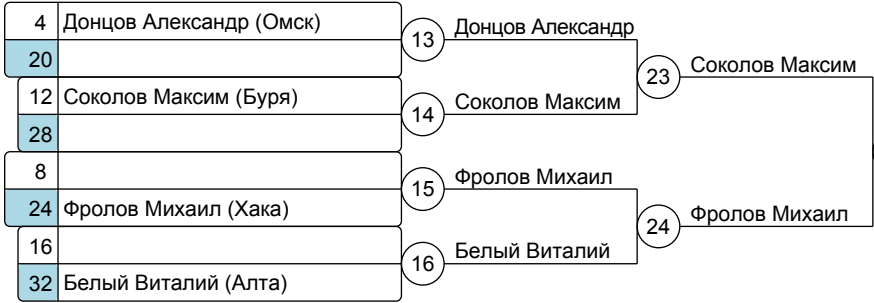 4 Донцов Александр (Омск)
20
13 Донцов Александр
12 Соколов Максим (Буря)
28
14 Соколов Максим
23 Соколов Максим
8
24 Фролов Михаил (Хака)
15 Фролов Михаил
16
32 Белый Виталий (Алта)
16 Белый Виталий
24 Фролов Михаил